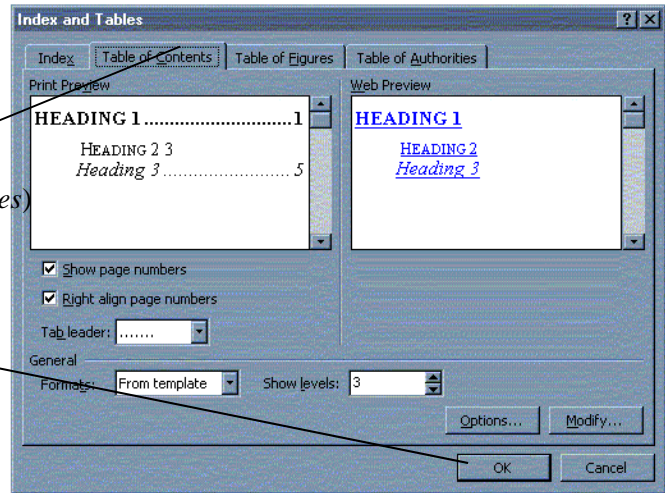 Index and Tables
Index Table of Contents Table of Figures Table of Authorities
Print Preview Web Preview
HEADING 1..............................1 HEADING 1
HEADING 2 3 HEADING 2
Heading 3........................5 Heading 3
es)
Show page numbers
Right align page numbers
Tab leader: .......
General
Formats: From template Show levels: 3
Options... Modify...
OK Cancel